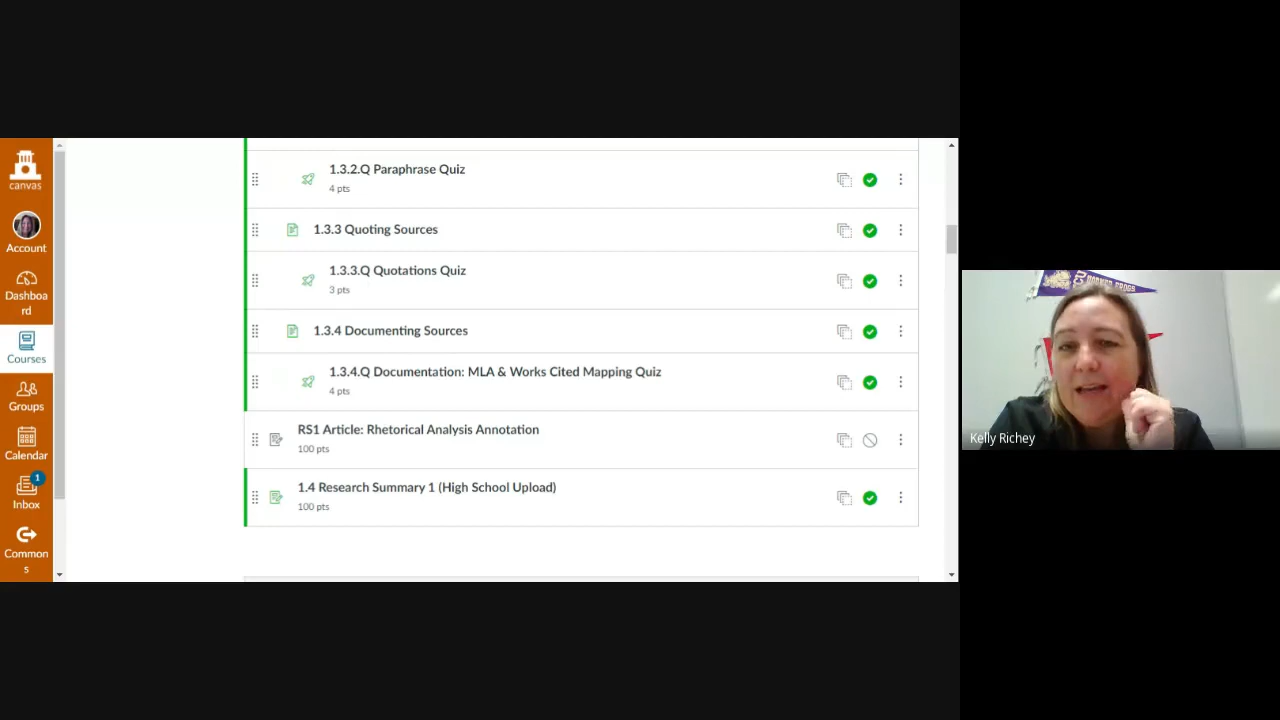 canvas
Account
Dashboa
rd
Courses
Groups
Calendar
1
Inbox
Common
s
1.3.2.Q Paraphrase Quiz
4 pts
1.3.3 Quoting Sources
1.3.3.Q Quotations Quiz
3 pts
1.3.4 Documenting Sources
1.3.4.Q Documentation: MLA & Works Cited Mapping Quiz
4 pts
RS1 Article: Rhetorical Analysis Annotation
100 pts
1.4 Research Summary 1 (High School Upload)
100 pts
CU
HORNED FROGS
Kelly Richey